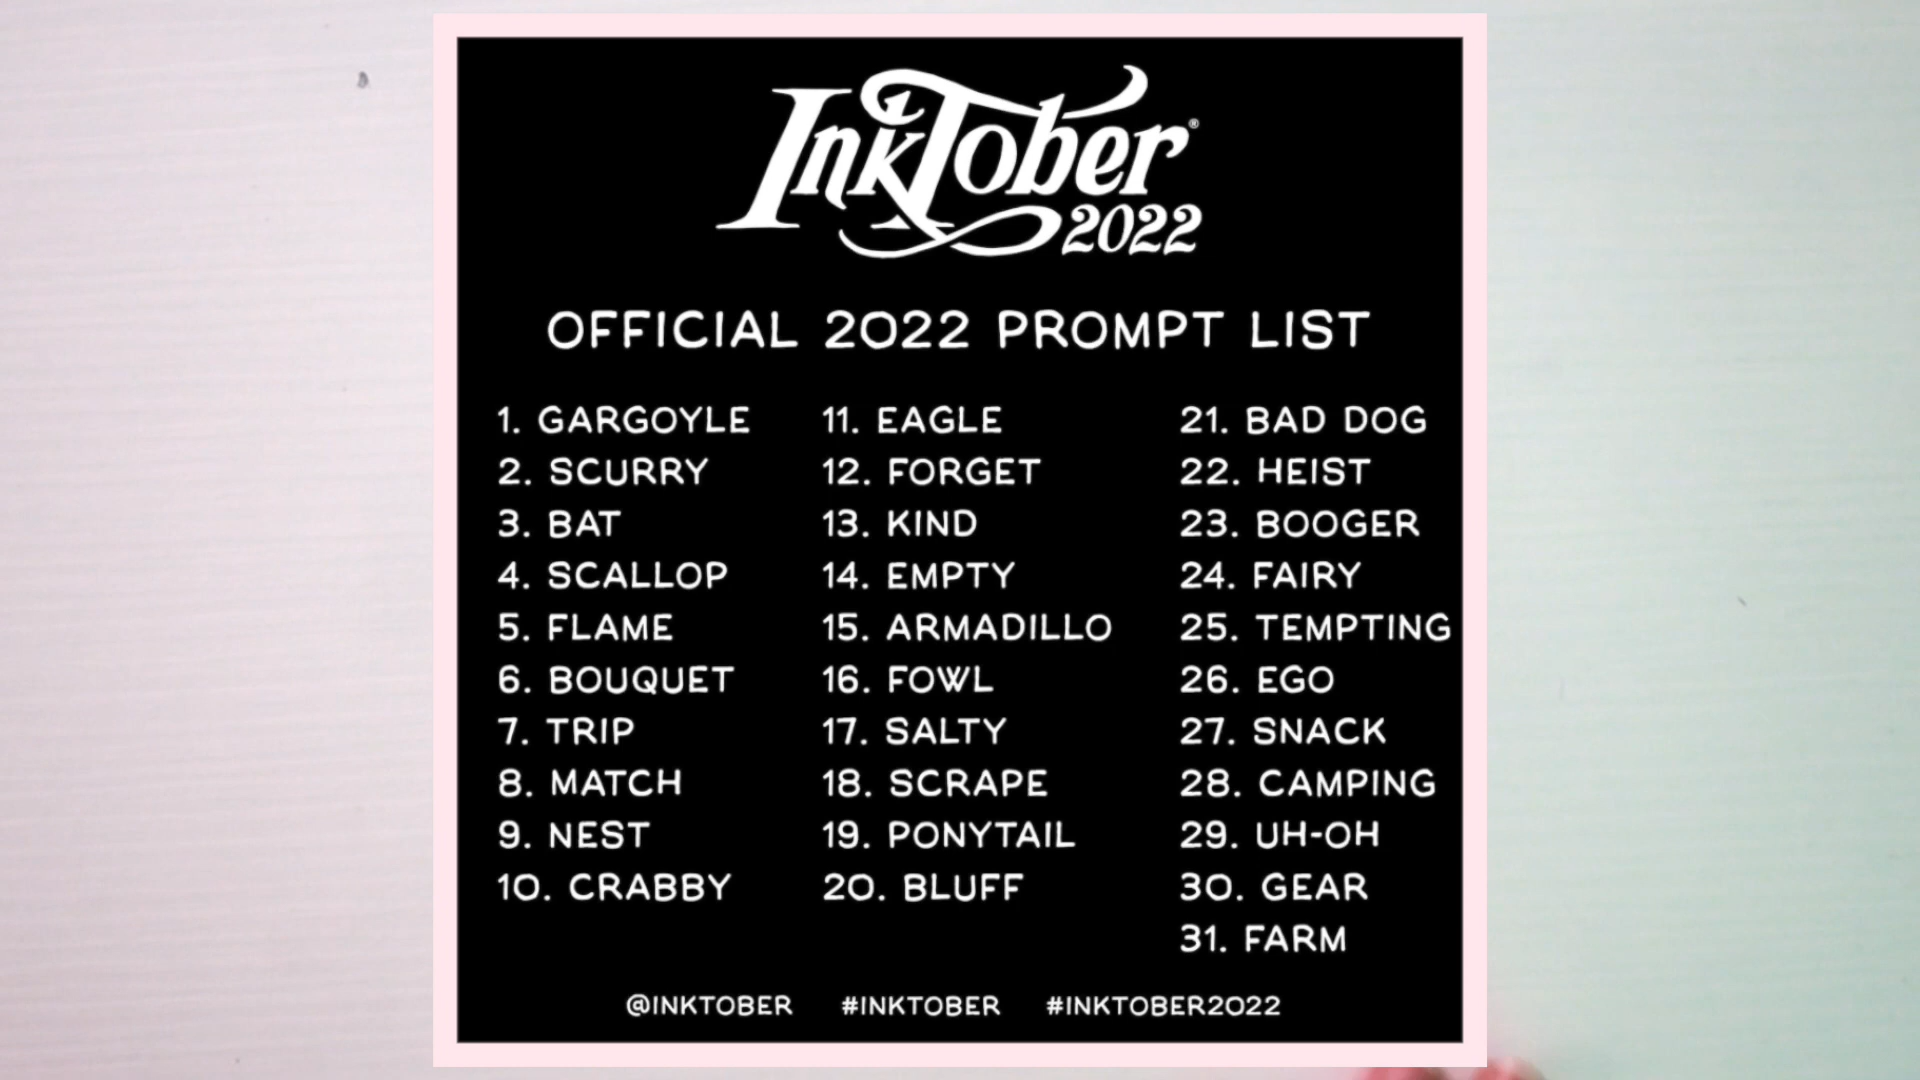 InkTober®
2022
OFFICIAL 2022 PROMPT LIST
1. GARGOYLE
2. SCURRY
3. BAT
4. SCALLOP
5. FLAME
6. BOUQUET
7. TRIP
8. MATCH
9. NEST
10. CRABBY
11. EAGLE
12. FORGET
13. KIND
14. EMPTY
15. ARMADILLO
16. FOWL
17. SALTY
18. SCRAPE
19. PONYTAIL
20. BLUFF
21. BAD DOG
22. HEIST
23. BOOGER
24. FAIRY
25. TEMPTING
26. EGO
27. SNACK
28. CAMPING
29. UH-OH
30. GEAR
31. FARM
@INKTOBER #INKTOBER #INKTOBER2022